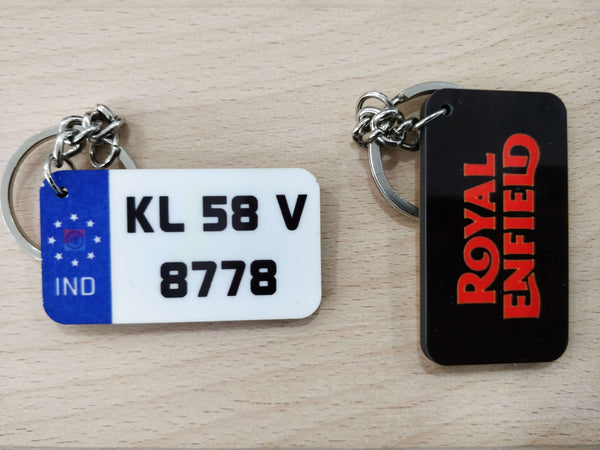 KL 58 V
8778
IND
ROYAL
ENFIELD